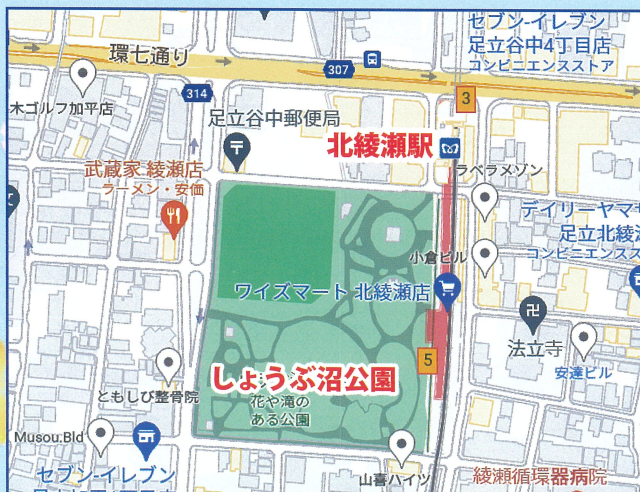 セブン-イレブン
足立谷中4丁目店
コンビニエンスストア
環七通り
307
314
3
木ゴルフ加平店
足立谷中郵便局
北綾瀬駅
武蔵家 綾瀬店
ラーメン・安価
ラベラメゾン
デイリーヤマザ
足立北綾瀬
コンビニエンスス
小倉ビル
ワイズマート 北綾瀬店
法立寺
安達ビル
5
しょうぶ沼公園
花や滝の
ある公園
ともしび整骨院
Musou.Bld
セブン-イレブン
山喜ハイツ
綾瀬循環器病院